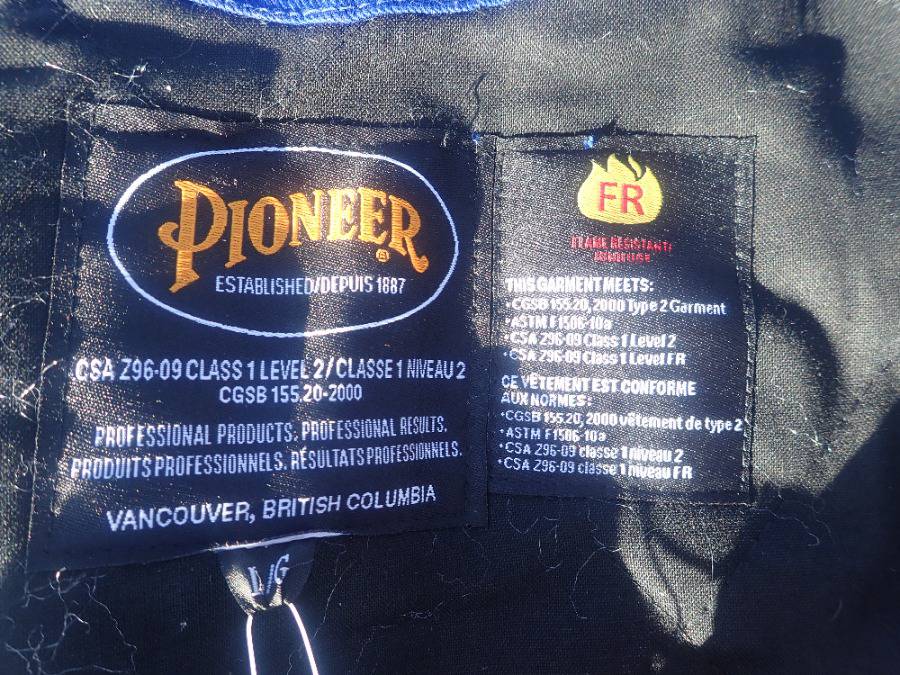 PIONEER
®
ESTABLISHED/DEPUIS 1887
CSA Z96-09 CLASS 1 LEVEL 2/CLASSE 1 NIVEAU 2
CGSB 155.20-2000
PROFESSIONAL PRODUCTS. PROFESSIONAL RESULTS.
PRODUITS PROFESSIONNELS. RÉSULTATS PROFESSIONNELS.
VANCOUVER, BRITISH COLUMBIA
L/G
FR
FLAME RESISTANT/
IGNIFUGE
THIS GARMENT MEETS:
•CGSB 155.20, 2000 Type 2 Garment
•ASTM F1506-10a
•CSA Z96-09 Class 1 Level 2
•CSA Z96-09 Class 1 Level FR
CE VÊTEMENT EST CONFORME
AUX NORMES:
•CGSB 155.20, 2000 vêtement de type 2
•ASTM F1506-10a
•CSA Z96-09 classe 1 niveau 2
•CSA Z96-09 classe 1 niveau FR